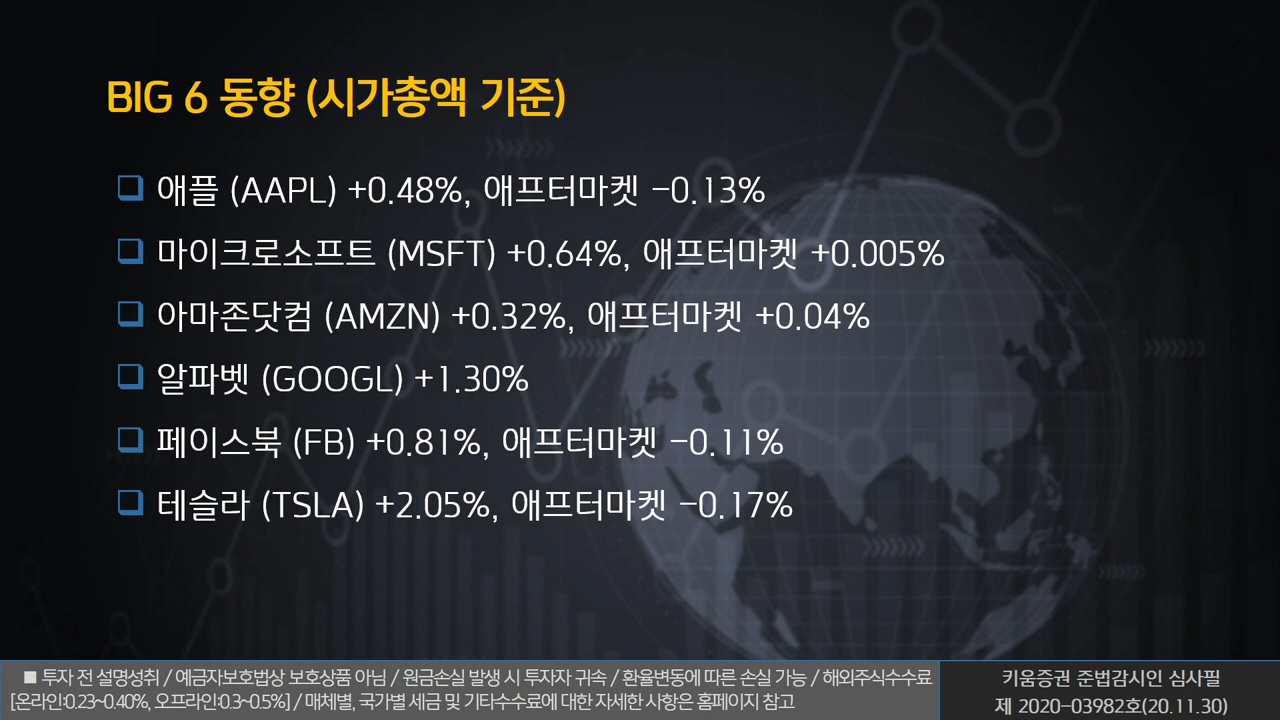 BIG 6 동향 (시가총액 기준)
애플 (AAPL) +0.48%, 애프터마켓 -0.13%
마이크로소프트 (MSFT) +0.64%, 애프터마켓 +0.005%
아마존닷컴 (AMZN) +0.32%, 애프터마켓 +0.04%
알파벳 (GOOGL) +1.30%
페이스북 (FB) +0.81%, 애프터마켓 -0.11%
테슬라 (TSLA) +2.05%, 애프터마켓 -0.17%
■ 투자 전 설명성취 / 예금자보호법상 보호상품 아님 / 원금손실 발생 시 투자자 귀속 / 환율변동에 따른 손실 가능 / 해외주식수수료
[온라인:0.23~0.40%, 오프라인:0.3~0.5%] / 매체별, 국가별 세금 및 기타수수료에 대한 자세한 사항은 홈페이지 참고
키움증권 준법감시인 심사필
제 2020-03982호(20.11.30)